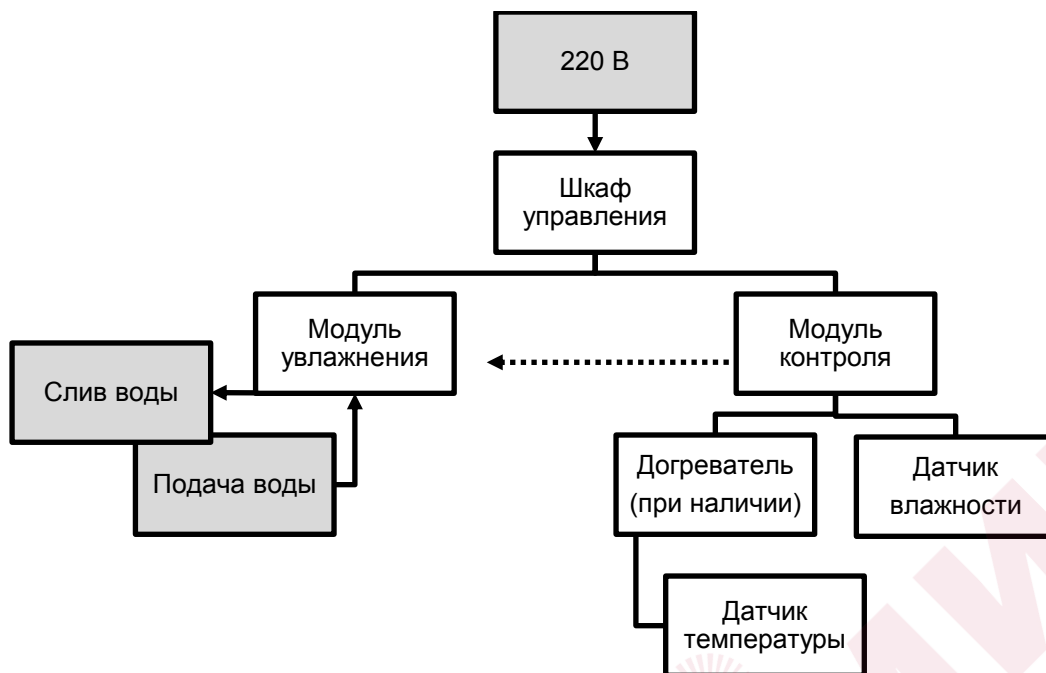 220 В
Шкаф
управления
Модуль
увлажнения
Модуль
контроля
Слив воды
Подача воды
Догреватель
(при наличии)
Датчик
влажности
Датчик
температуры